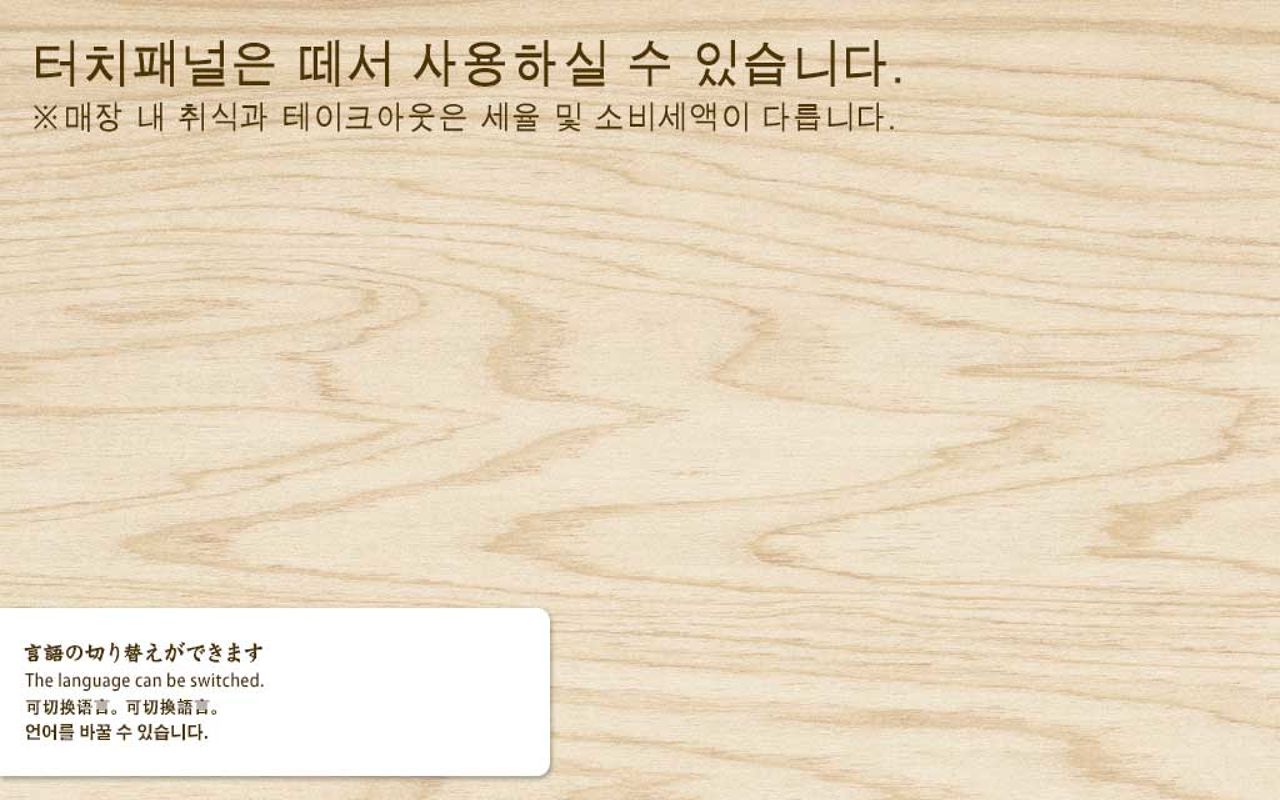 터치패널은 떼서 사용하실 수 있습니다.
※매장 내 취식과 테이크아웃은 세율 및 소비세액이 다릅니다.
言語の切り替えができます
The language can be switched.
可切换语言。可切換語言。
언어를 바꿀 수 있습니다.